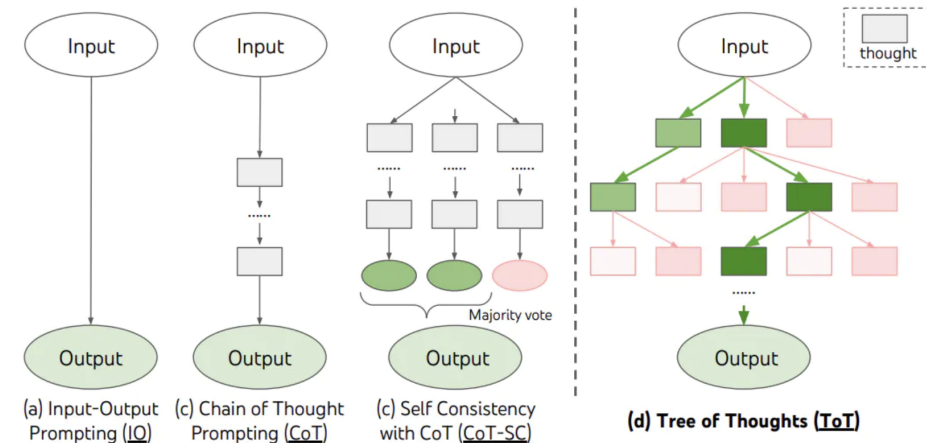 Input
Input
Input
Input
thought
......
......
......
......
......
Majority vote
Output
Output
Output
Output
(a) Input-Output
Prompting (IO)
(c) Chain of Thought
Prompting (CoT)
(c) Self Consistency
with CoT (CoT-SC)
(d) Tree of Thoughts (ToT)